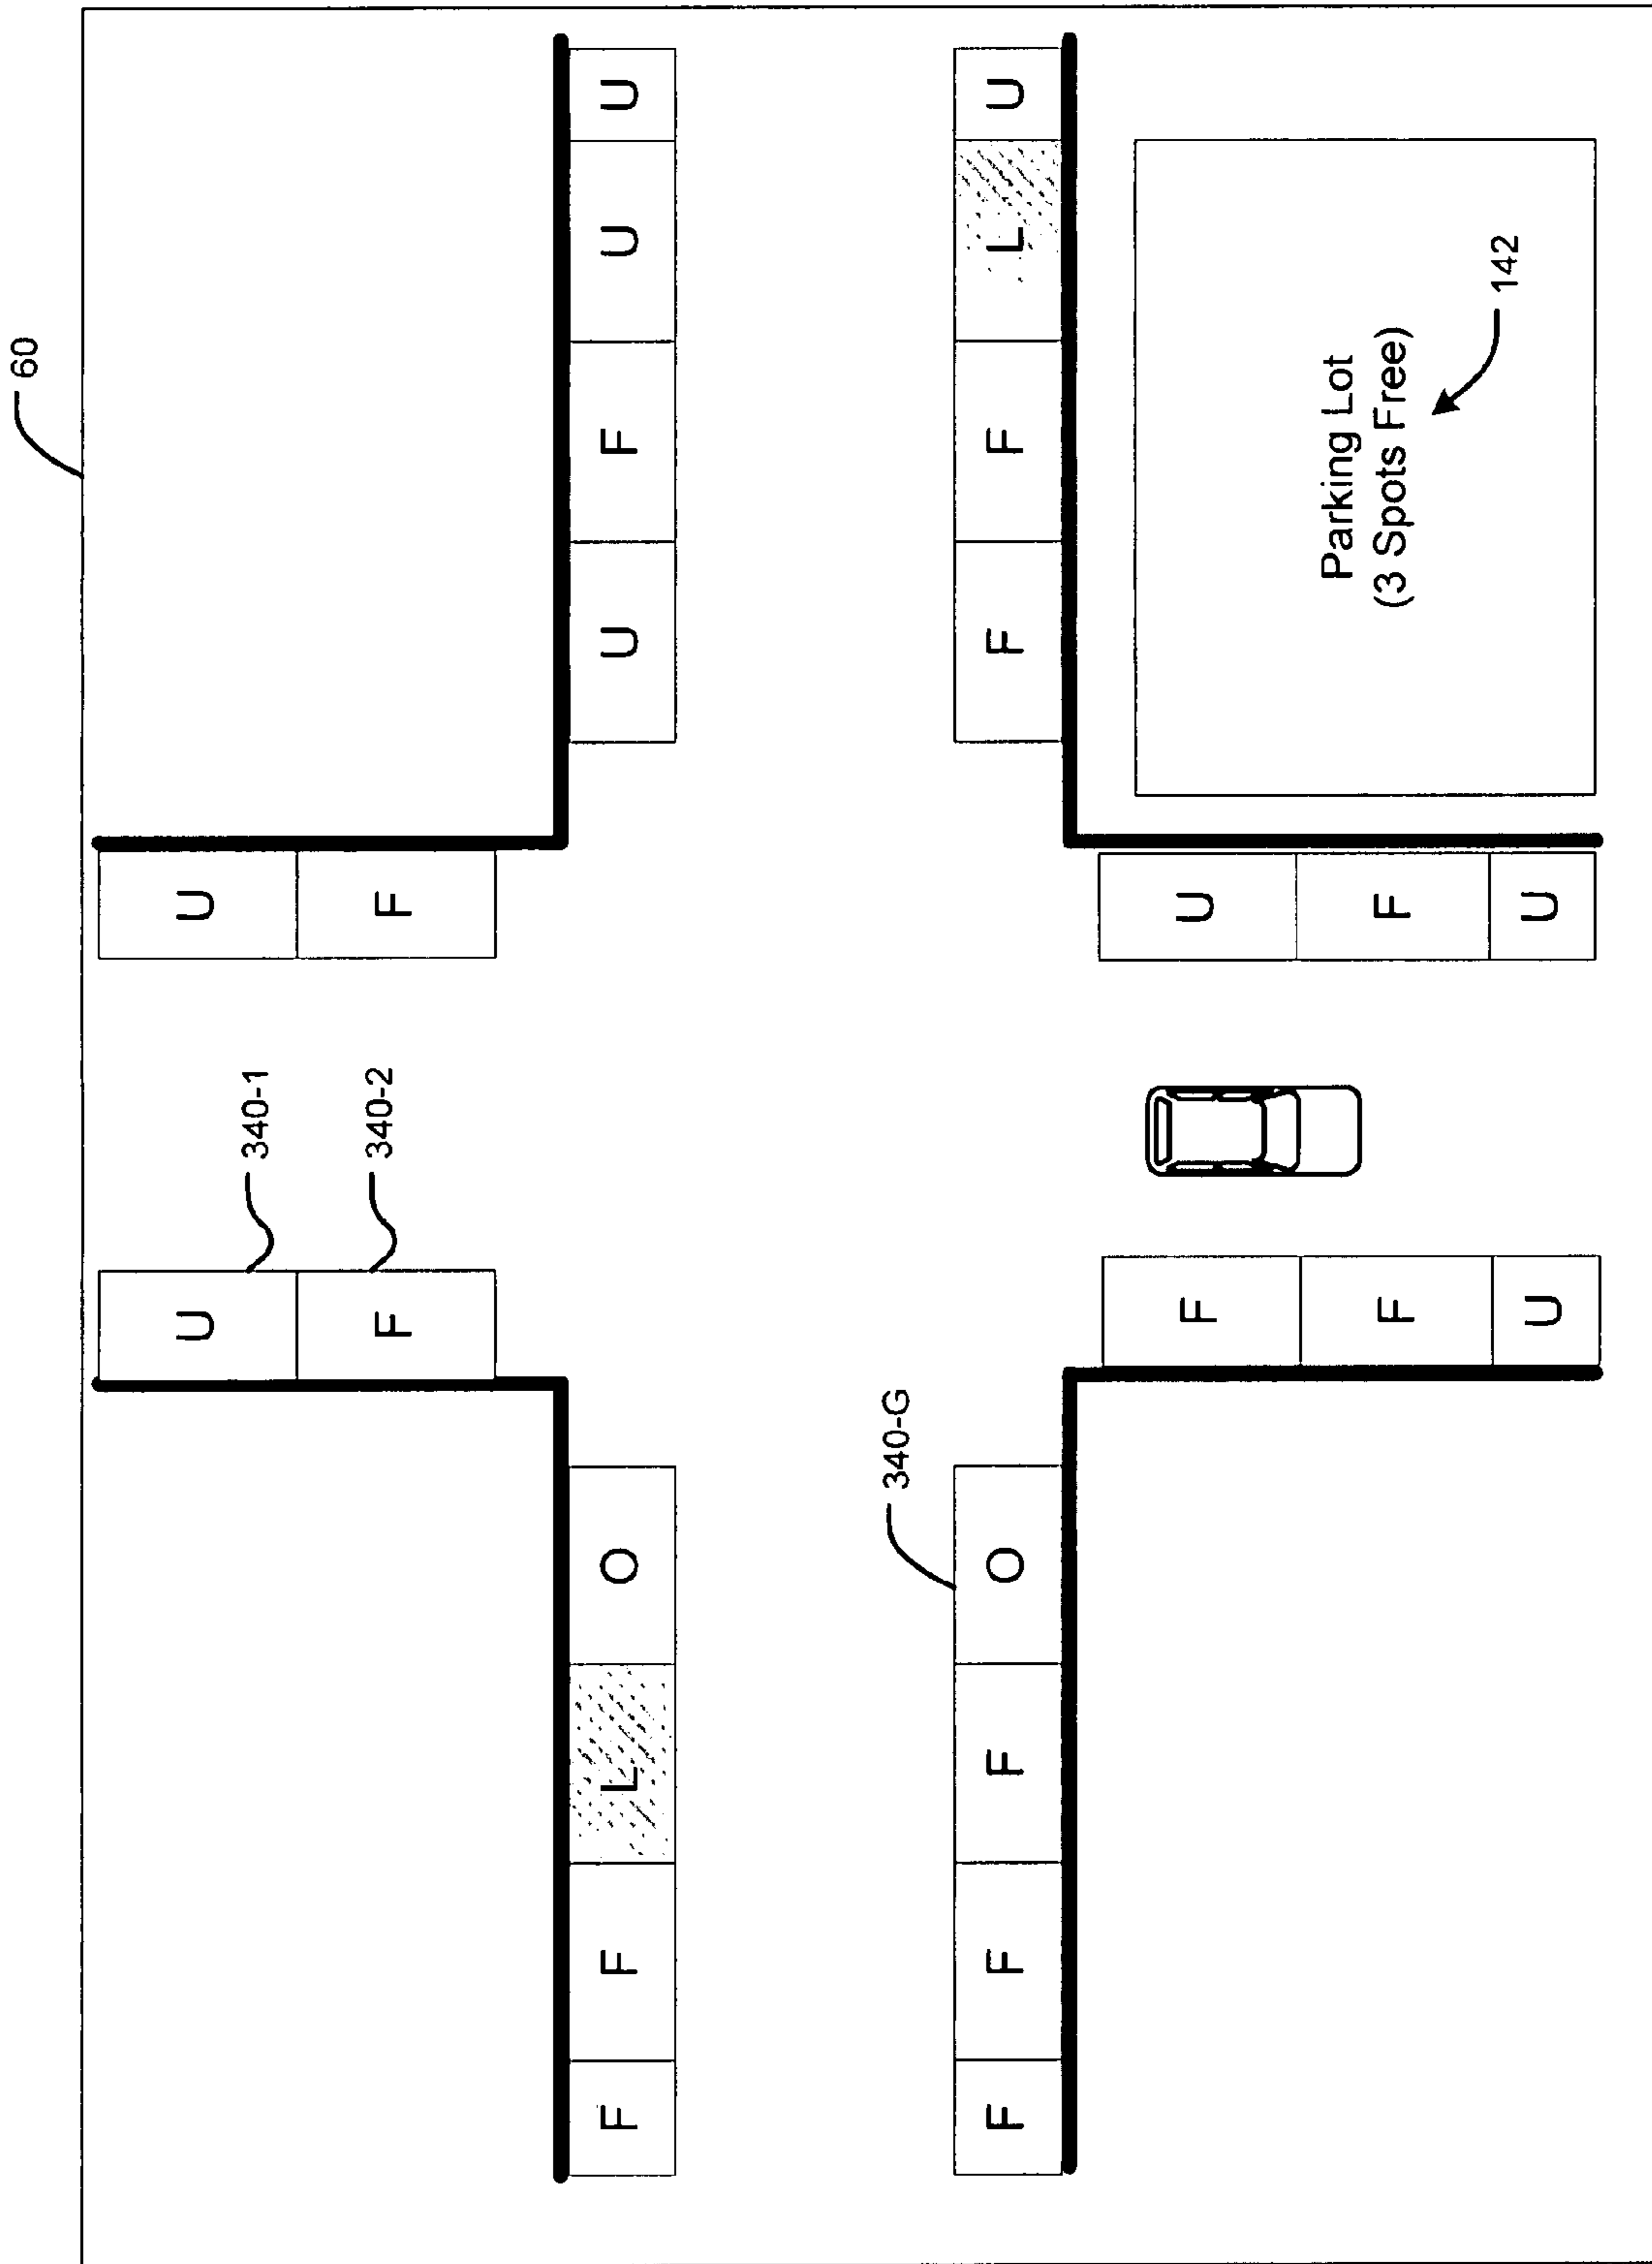 60
U U
340-1
340-2
F F
F F L O U F U U
340-G
F F F O F F L U
F U
Parking Lot
F F (3 Spots Free)
142
U U